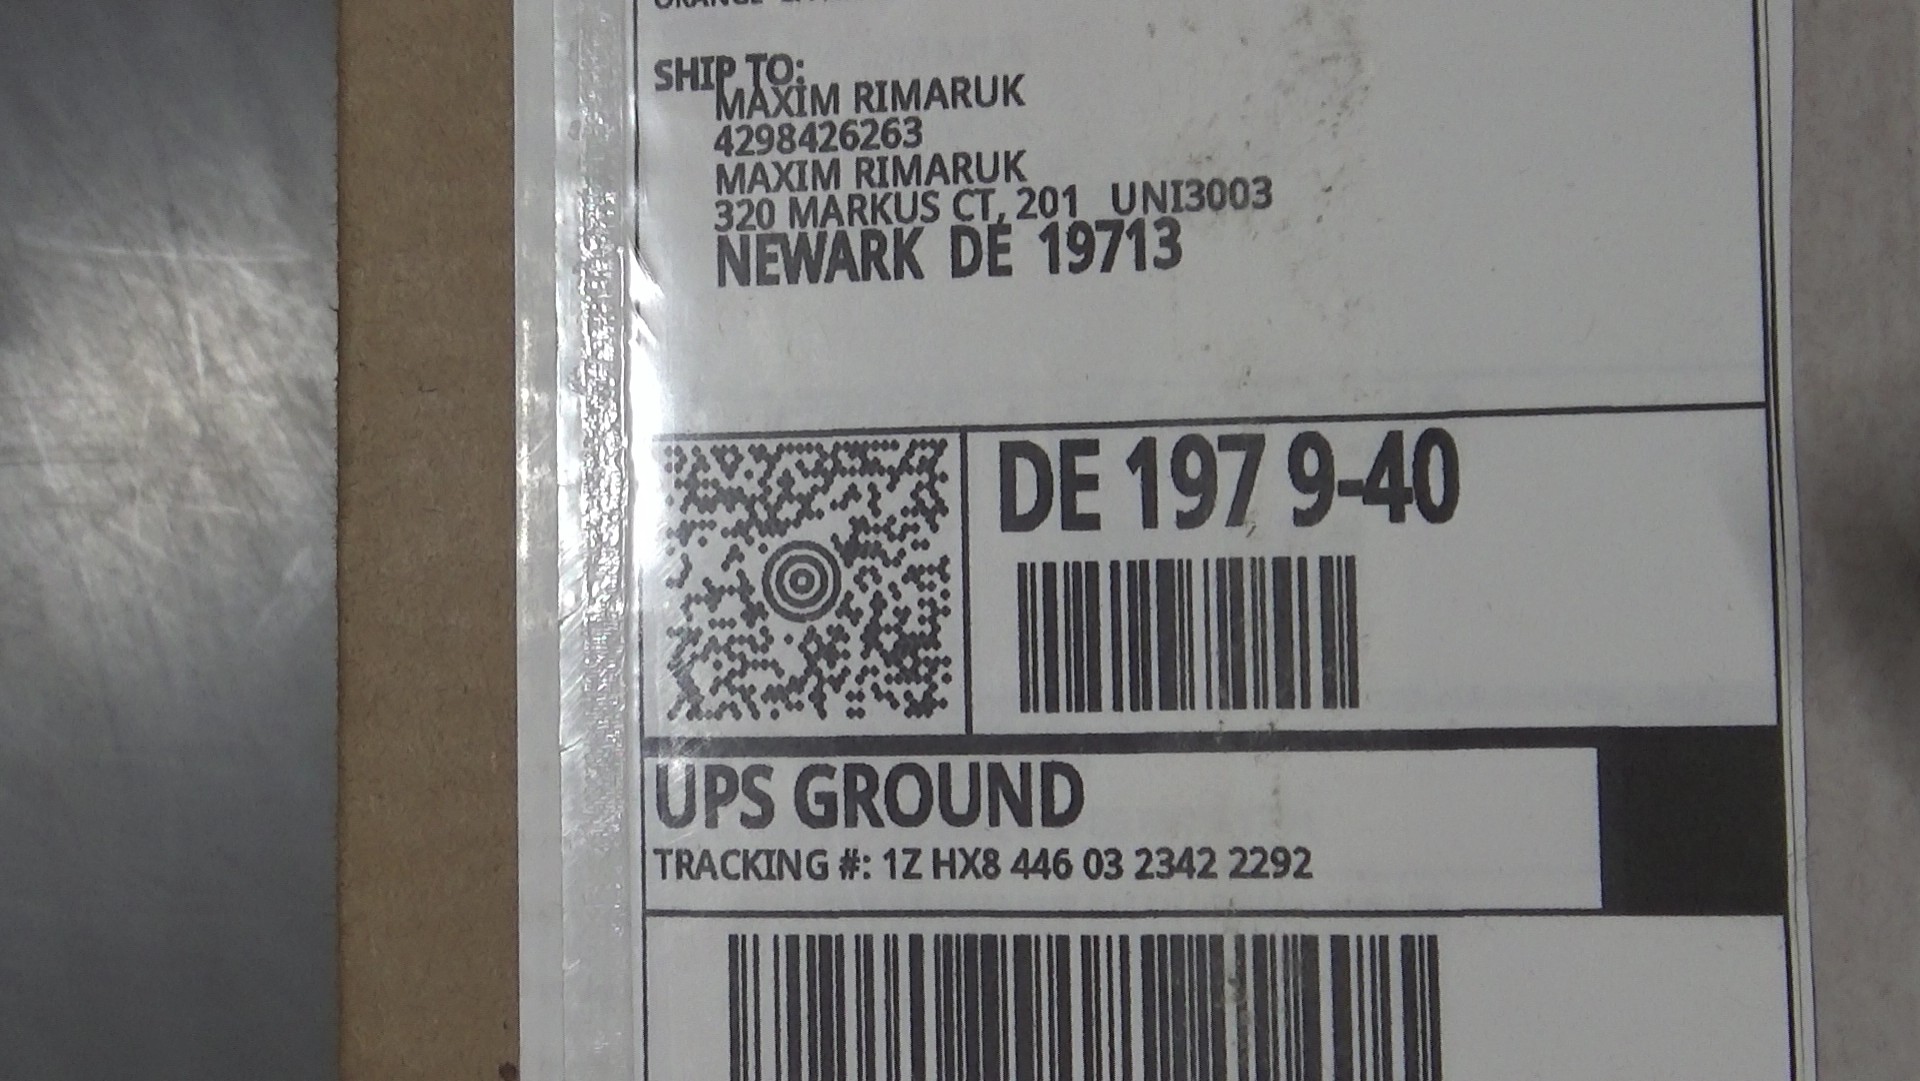 SHIP TO:
MAXIM RIMARUK
4298426263
MAXIM RIMARUK
320 MARKUS CT, 201 UNI3003
NEWARK DE 19713
DE 197 9-40
UPS GROUND
TRACKING #: 1Z HX8 446 03 2342 2292